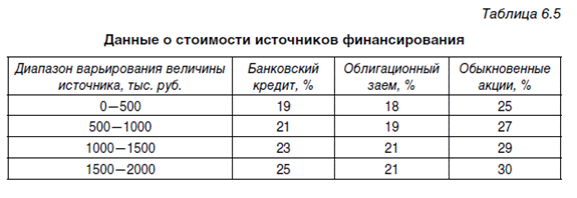 Таблица 6.5
Данные о стоимости источников финансирования
Диапазон варьирования величины источника, тыс. руб. Банковский кредит, % Облигационный заем, % Обыкновенные акции, %
0—500 19 18 25
500—1000 21 19 27
1000—1500 23 21 29
1500—2000 25 21 30